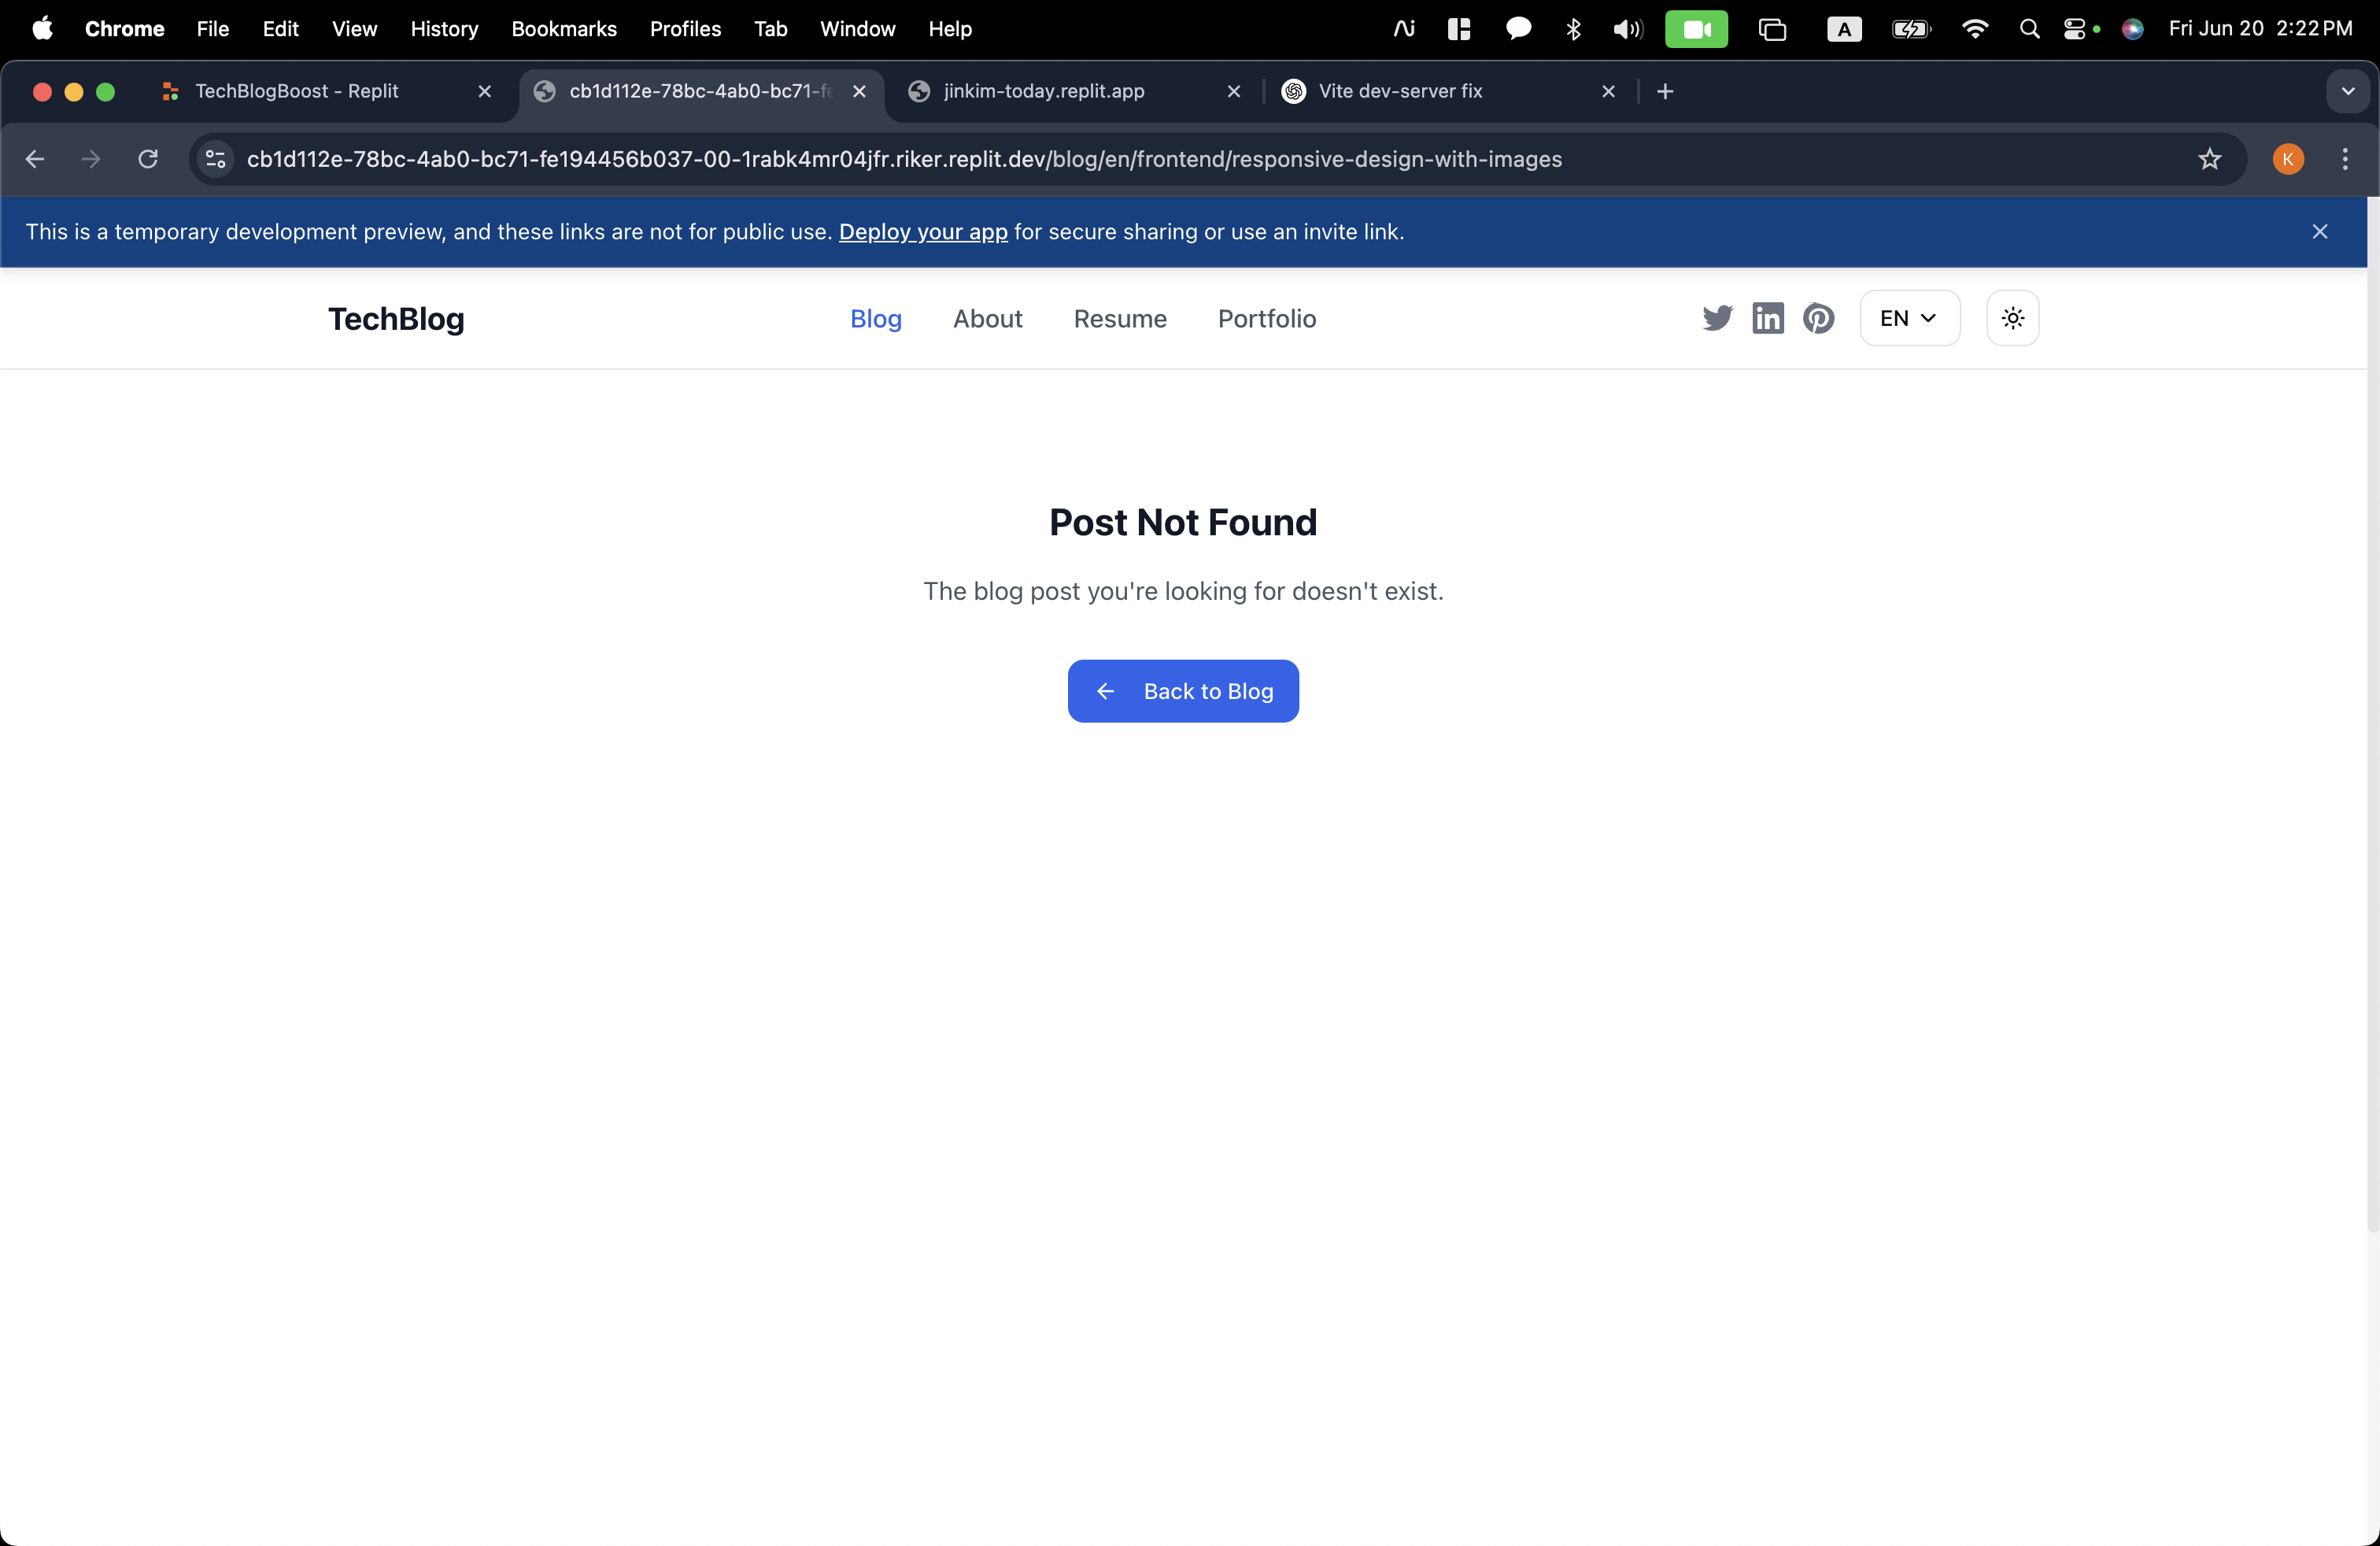 Chrome File Edit View History Bookmarks Profiles Tab Window Help A Fri Jun 20 2:22 PM
TechBlogBoost - Replit cb1d112e-78bc-4ab0-bc71-fe jinkim-today.replit.app Vite dev-server fix
cb1d112e-78bc-4ab0-bc71-fe194456b037-00-1rabk4mr04jfr.riker.replit.dev/blog/en/frontend/responsive-design-with-images K
This is a temporary development preview, and these links are not for public use. Deploy your app for secure sharing or use an invite link.
TechBlog Blog About Resume Portfolio EN
Post Not Found
The blog post you're looking for doesn't exist.
Back to Blog